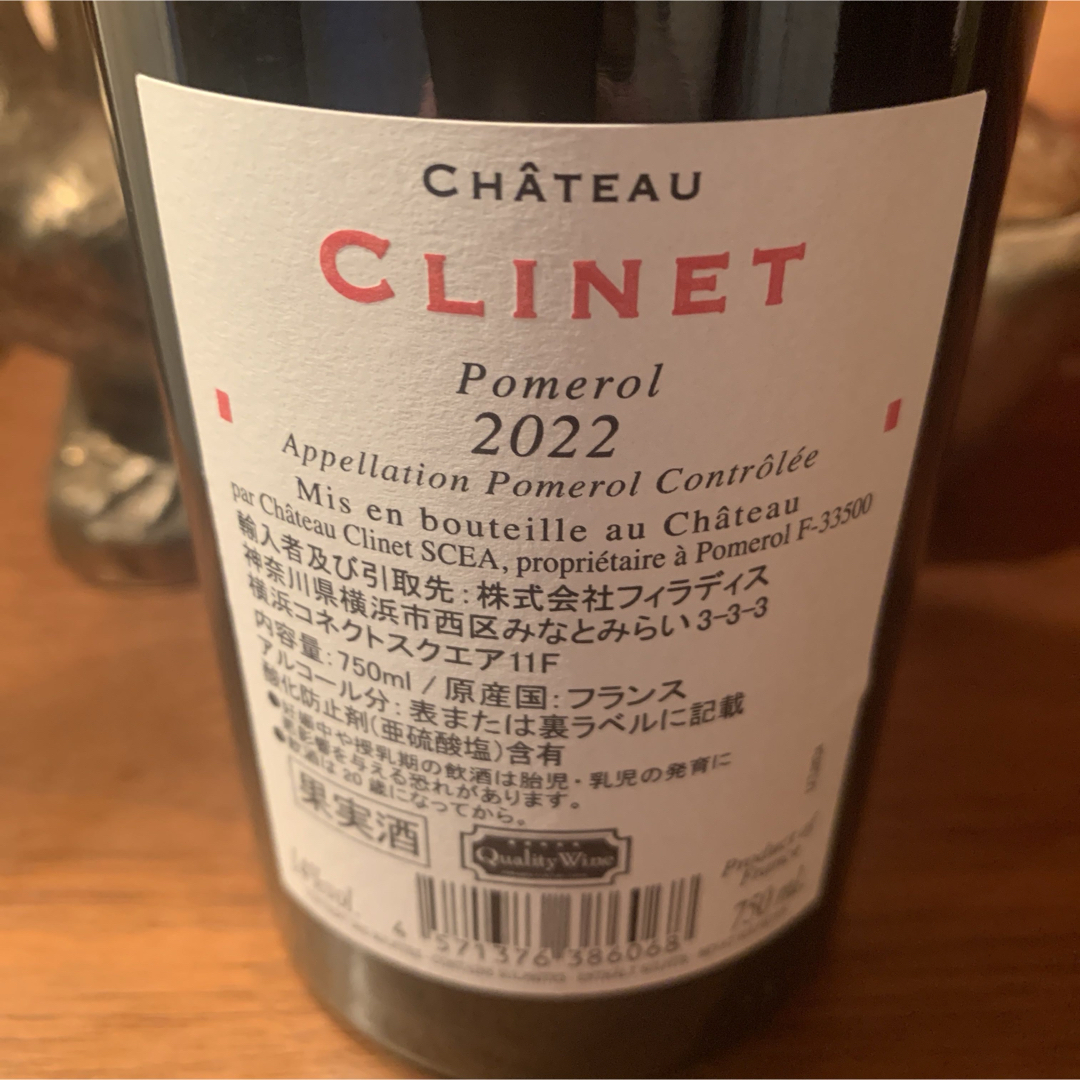 CHÂTEAU
CLINET
Pomerol
2022
Appellation Pomerol Contrôlée
Mis en bouteille au Château
par Château Clinet SCEA, propriétaire à Pomerol F-33500
輸入者及び引取先：株式会社フィラディス
神奈川県横浜市西区みなとみらい3-3-3
横浜コネクトスクエア11F
内容量：750ml / 原産国：フランス
アルコール分：表または裏ラベルに記載
酸化防止剤(亜硫酸塩)含有
●妊娠中や授乳期の飲酒は胎児・乳児の発育に
悪影響を与える恐れがあります。
●飲酒は20歳になってから。
果実酒
QualityWine
Product of
France
14%vol.
750 mL
4 571376 386068